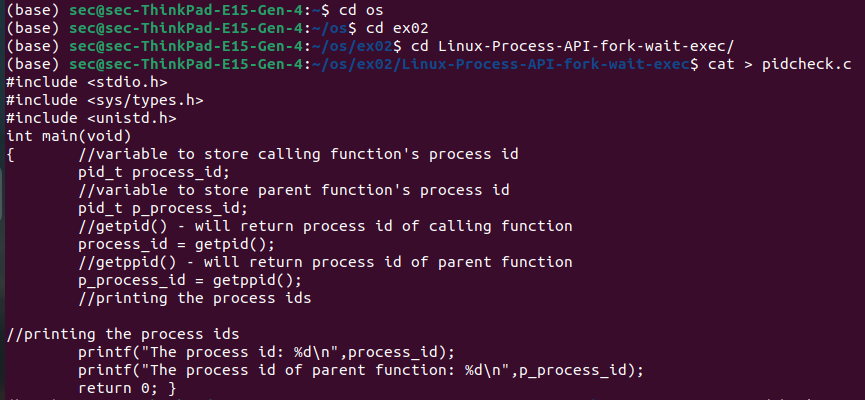 (base) sec@sec-ThinkPad-E15-Gen-4:~$ cd os
(base) sec@sec-ThinkPad-E15-Gen-4:~/os$ cd ex02
(base) sec@sec-ThinkPad-E15-Gen-4:~/os/ex02$ cd Linux-Process-API-fork-wait-exec/
(base) sec@sec-ThinkPad-E15-Gen-4:~/os/ex02/Linux-Process-API-fork-wait-exec$ cat > pidcheck.c
#include <stdio.h>
#include <sys/types.h>
#include <unistd.h>
int main(void)
{       //variable to store calling function's process id
        pid_t process_id;
        //variable to store parent function's process id
        pid_t p_process_id;
        //getpid() - will return process id of calling function
        process_id = getpid();
        //getppid() - will return process id of parent function
        p_process_id = getppid();
        //printing the process ids

//printing the process ids
        printf("The process id: %d\n",process_id);
        printf("The process id of parent function: %d\n",p_process_id);
        return 0; }